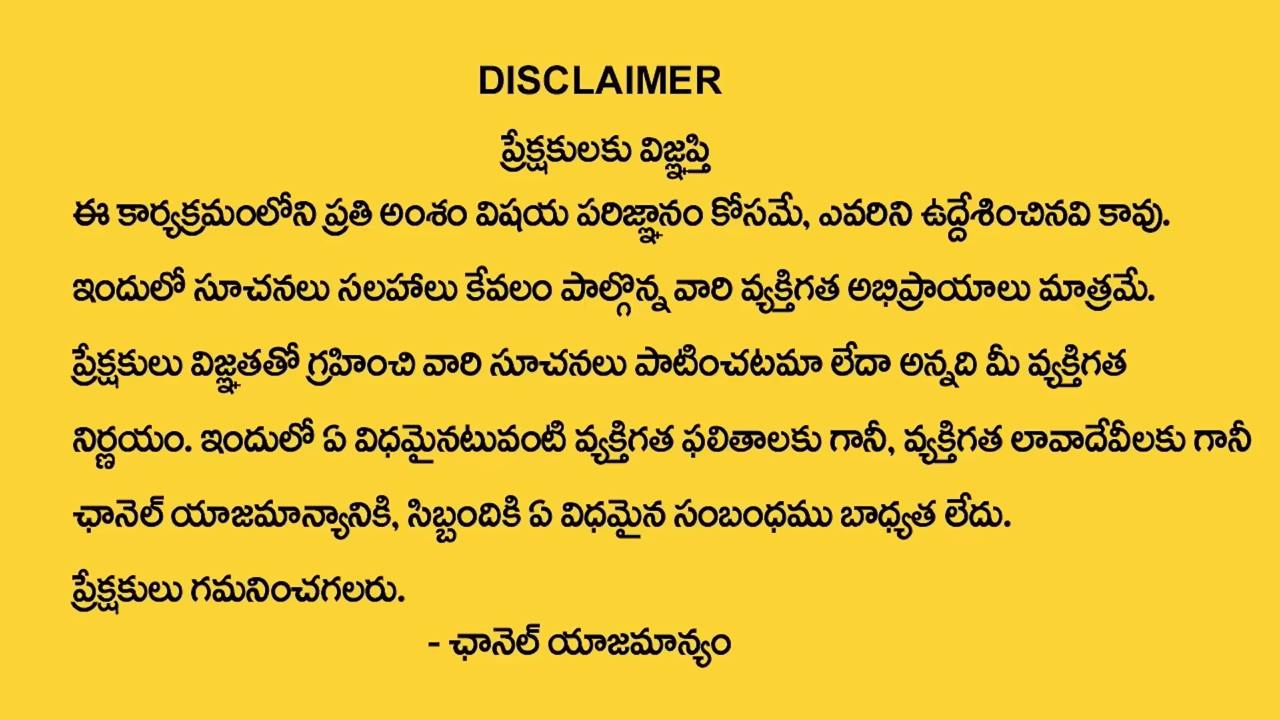 DISCLAIMER
ప్రేక్షకులకు విజ్ఞప్తి
ఈ కార్యక్రమంలోని ప్రతి అంశం విషయ పరిజ్ఞానం కోసమే, ఎవరిని ఉద్దేశించినవి కావు.
ఇందులో సూచనలు సలహాలు కేవలం పాల్గొన్న వారి వ్యక్తిగత అభిప్రాయాలు మాత్రమే.
ప్రేక్షకులు విజ్ఞతతో గ్రహించి వారి సూచనలు పాటించటమా లేదా అన్నది మీ వ్యక్తిగత
నిర్ణయం. ఇందులో ఏ విధమైనటువంటి వ్యక్తిగత ఫలితాలకు గానీ, వ్యక్తిగత లావాదేవీలకు గానీ
ఛానెల్ యాజమాన్యానికి, సిబ్బందికి ఏ విధమైన సంబంధము బాధ్యత లేదు.
ప్రేక్షకులు గమనించగలరు.
- ఛానెల్ యాజమాన్యం